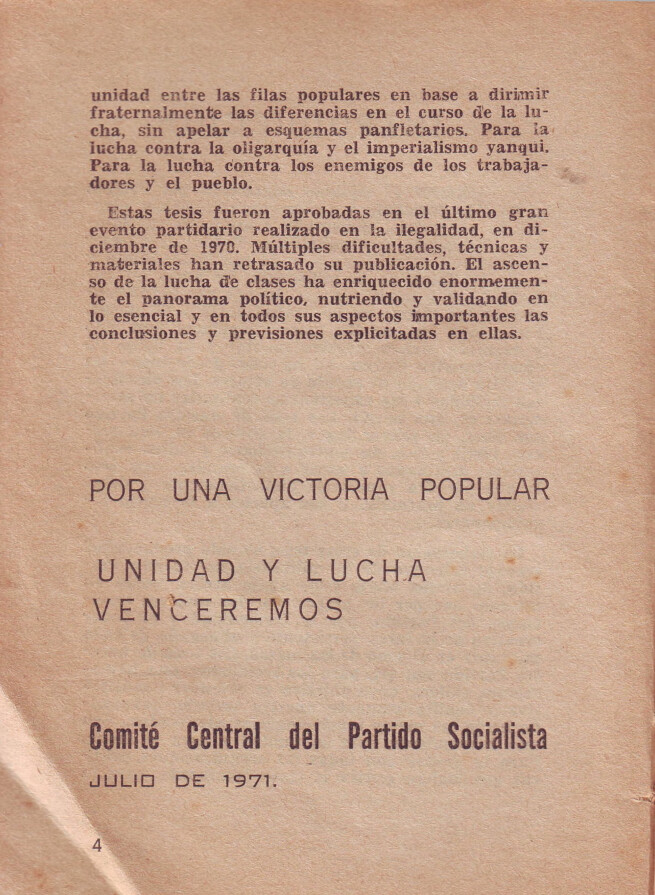 unidad entre las filas populares en base a dirimir
fraternalmente las diferencias en el curso de la lu-
cha, sin apelar a esquemas panfletarios. Para la
lucha contra la oligarquía y el imperialismo yanqui.
Para la lucha contra los enemigos de los trabaja-
dores y el pueblo.
Estas tesis fueron aprobadas en el último gran
evento partidario realizado en la ilegalidad, en di-
ciembre de 1970. Múltiples dificultades, técnicas y
materiales han retrasado su publicación. El ascen-
so de la lucha de clases ha enriquecido enormemen-
te el panorama político, nutriendo y validando en
lo esencial y en todos sus aspectos importantes las
conclusiones y previsiones explicitadas en ellas.
POR UNA VICTORIA POPULAR
UNIDAD Y LUCHA
VENCEREMOS
Comité Central del Partido Socialista
JULIO DE 1971.
4